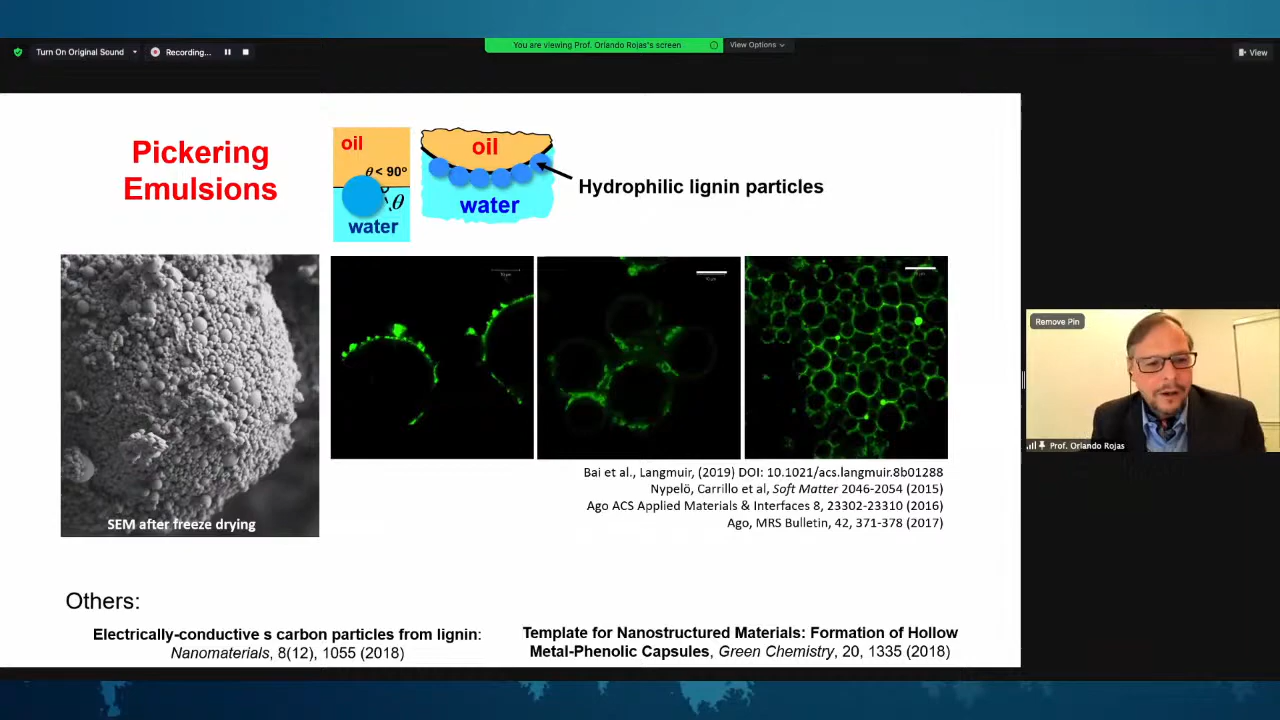 Turn On Original Sound
Recording...
You are viewing Prof. Orlando Rojas's screen
View Options
View
Pickering
Emulsions
oil
θ < 90º
θ
water
oil
water
Hydrophilic lignin particles
SEM after freeze drying
Bai et al., Langmuir, (2019) DOI: 10.1021/acs.langmuir.8b01288
Nypelö, Carrillo et al, Soft Matter 2046-2054 (2015)
Ago ACS Applied Materials & Interfaces 8, 23302-23310 (2016)
Ago, MRS Bulletin, 42, 371-378 (2017)
Remove Pin
Prof. Orlando Rojas
Others:
Electrically-conductive s carbon particles from lignin:
Nanomaterials, 8(12), 1055 (2018)
Template for Nanostructured Materials: Formation of Hollow
Metal-Phenolic Capsules, Green Chemistry, 20, 1335 (2018)